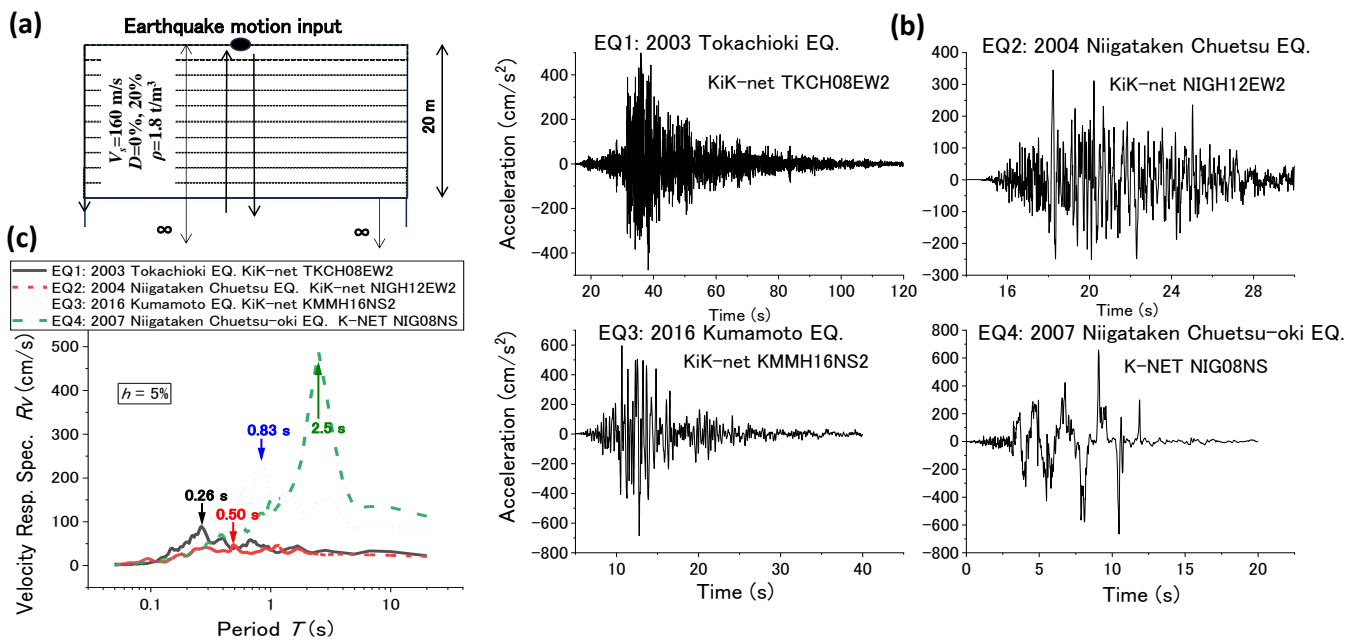 (a)
Earthquake motion input
Vs=160 m/s
D=0%, 20%
ρ=1.8 t/m³
20 m
∞
∞
EQ1: 2003 Tokachioki EQ.
KiK-net TKCH08EW2
Acceleration (cm/s²)
400
200
0
-200
-400
20
40
60
80
100
120
Time (s)
(b)
EQ2: 2004 Niigataken Chuetsu EQ.
KiK-net NIGH12EW2
400
300
200
100
0
-100
-200
-300
16
20
24
28
Time (s)
(c)
EQ1: 2003 Tokachioki EQ. KiK-net TKCH08EW2
EQ2: 2004 Niigataken Chuetsu EQ. KiK-net NIGH12EW2
EQ3: 2016 Kumamoto EQ. KiK-net KMMH16NS2
EQ4: 2007 Niigataken Chuetsu-oki EQ. K-NET NIG08NS
Velocity Resp. Spec. Rv (cm/s)
500
400
300
200
100
0
h = 5%
0.83 s
2.5 s
0.26 s
0.50 s
0.1
1
10
Period T (s)
EQ3: 2016 Kumamoto EQ.
KiK-net KMMH16NS2
Acceleration (cm/s²)
600
400
200
0
-200
-400
-600
-800
10
20
30
40
Time (s)
EQ4: 2007 Niigataken Chuetsu-oki EQ.
K-NET NIG08NS
800
600
400
200
0
-200
-400
-600
-800
0
5
10
15
20
Time (s)